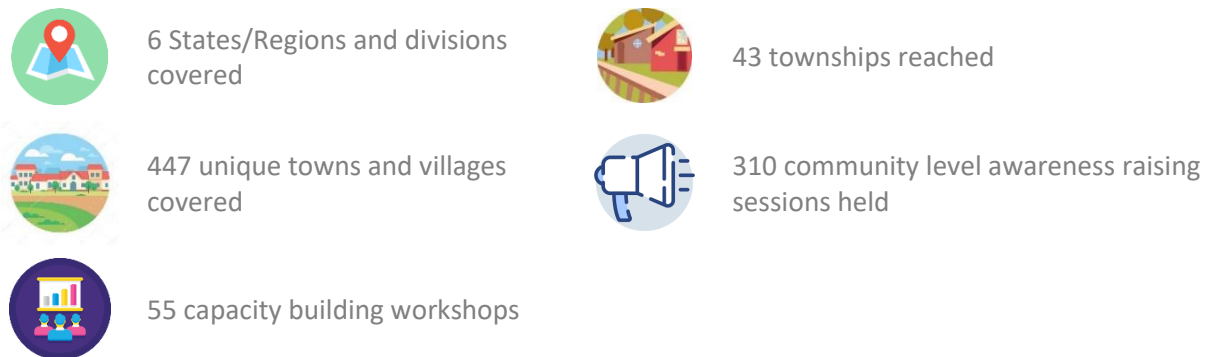 6 States/Regions and divisions
covered
43 townships reached
447 unique towns and villages
covered
310 community level awareness raising
sessions held
55 capacity building workshops